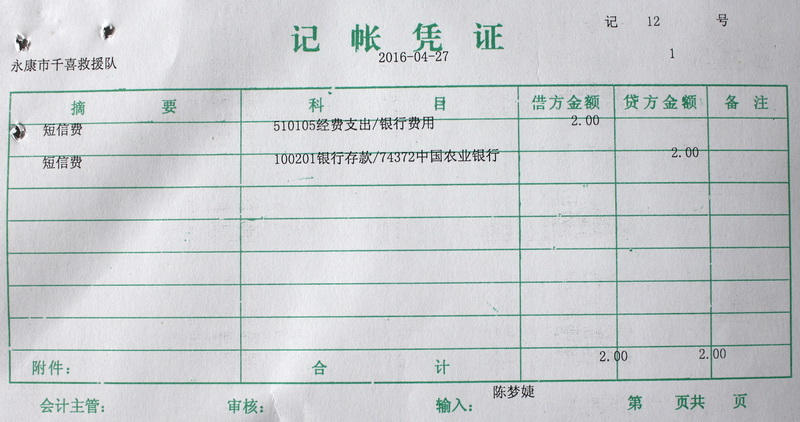 记 12 号
记帐凭证
2016-04-27
1
永康市千喜救援队
摘要 科目 借方金额 贷方金额 备注
短信费 510105经费支出/银行费用 2.00
短信费 100201银行存款/74372中国农业银行 2.00
附件： 合计 2.00 2.00
会计主管： 审核： 输入： 陈梦婕 第 页共 页